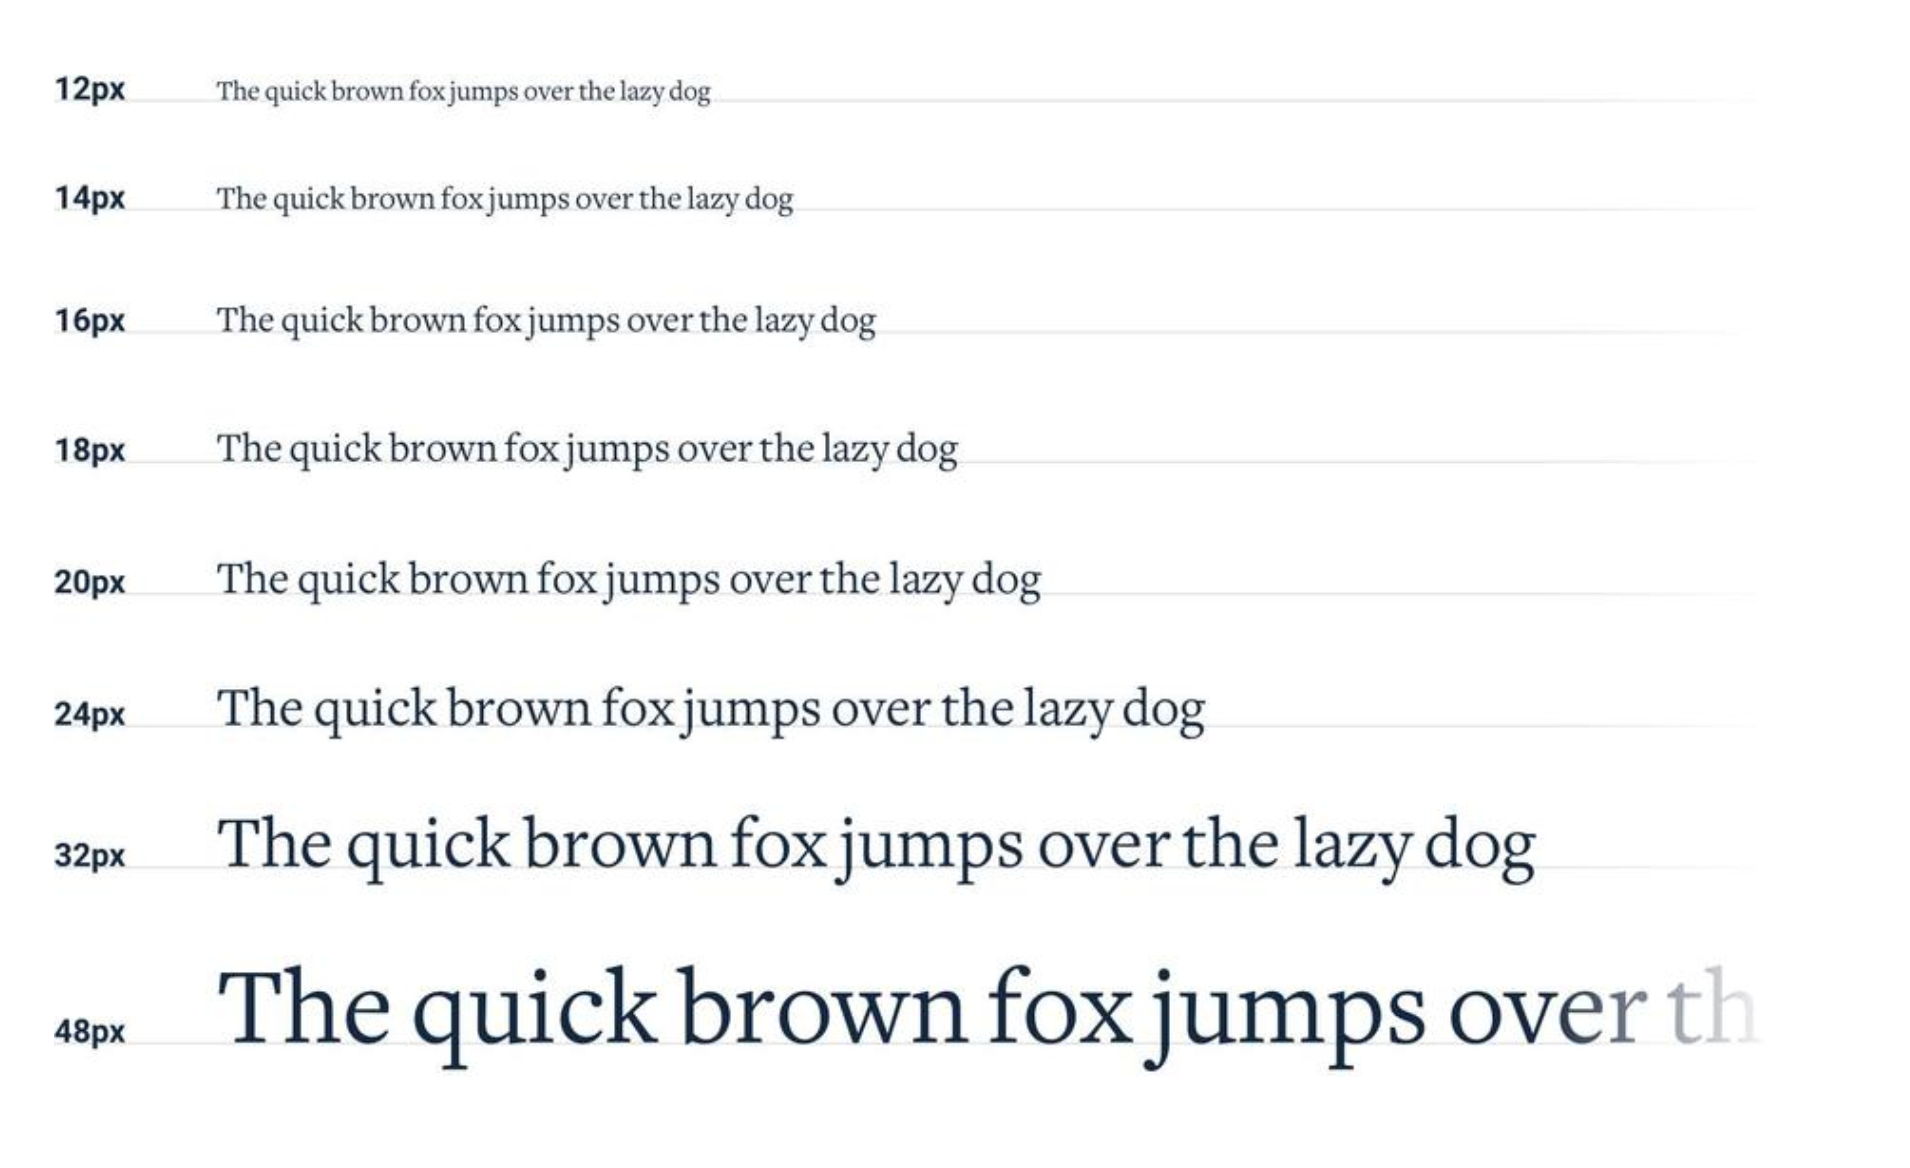 12px The quick brown fox jumps over the lazy dog
14px The quick brown fox jumps over the lazy dog
16px The quick brown fox jumps over the lazy dog
18px The quick brown fox jumps over the lazy dog
20px The quick brown fox jumps over the lazy dog
24px The quick brown fox jumps over the lazy dog
32px The quick brown fox jumps over the lazy dog
48px The quick brown fox jumps over th